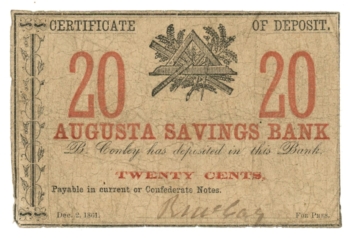 CERTIFICATE OF DEPOSIT.
20 20
AUGUSTA SAVINGS BANK
B. Conley has deposited in this Bank.
TWENTY CENTS,
Payable in current or Confederate Notes.
Dec. 2, 1861. For Pres.